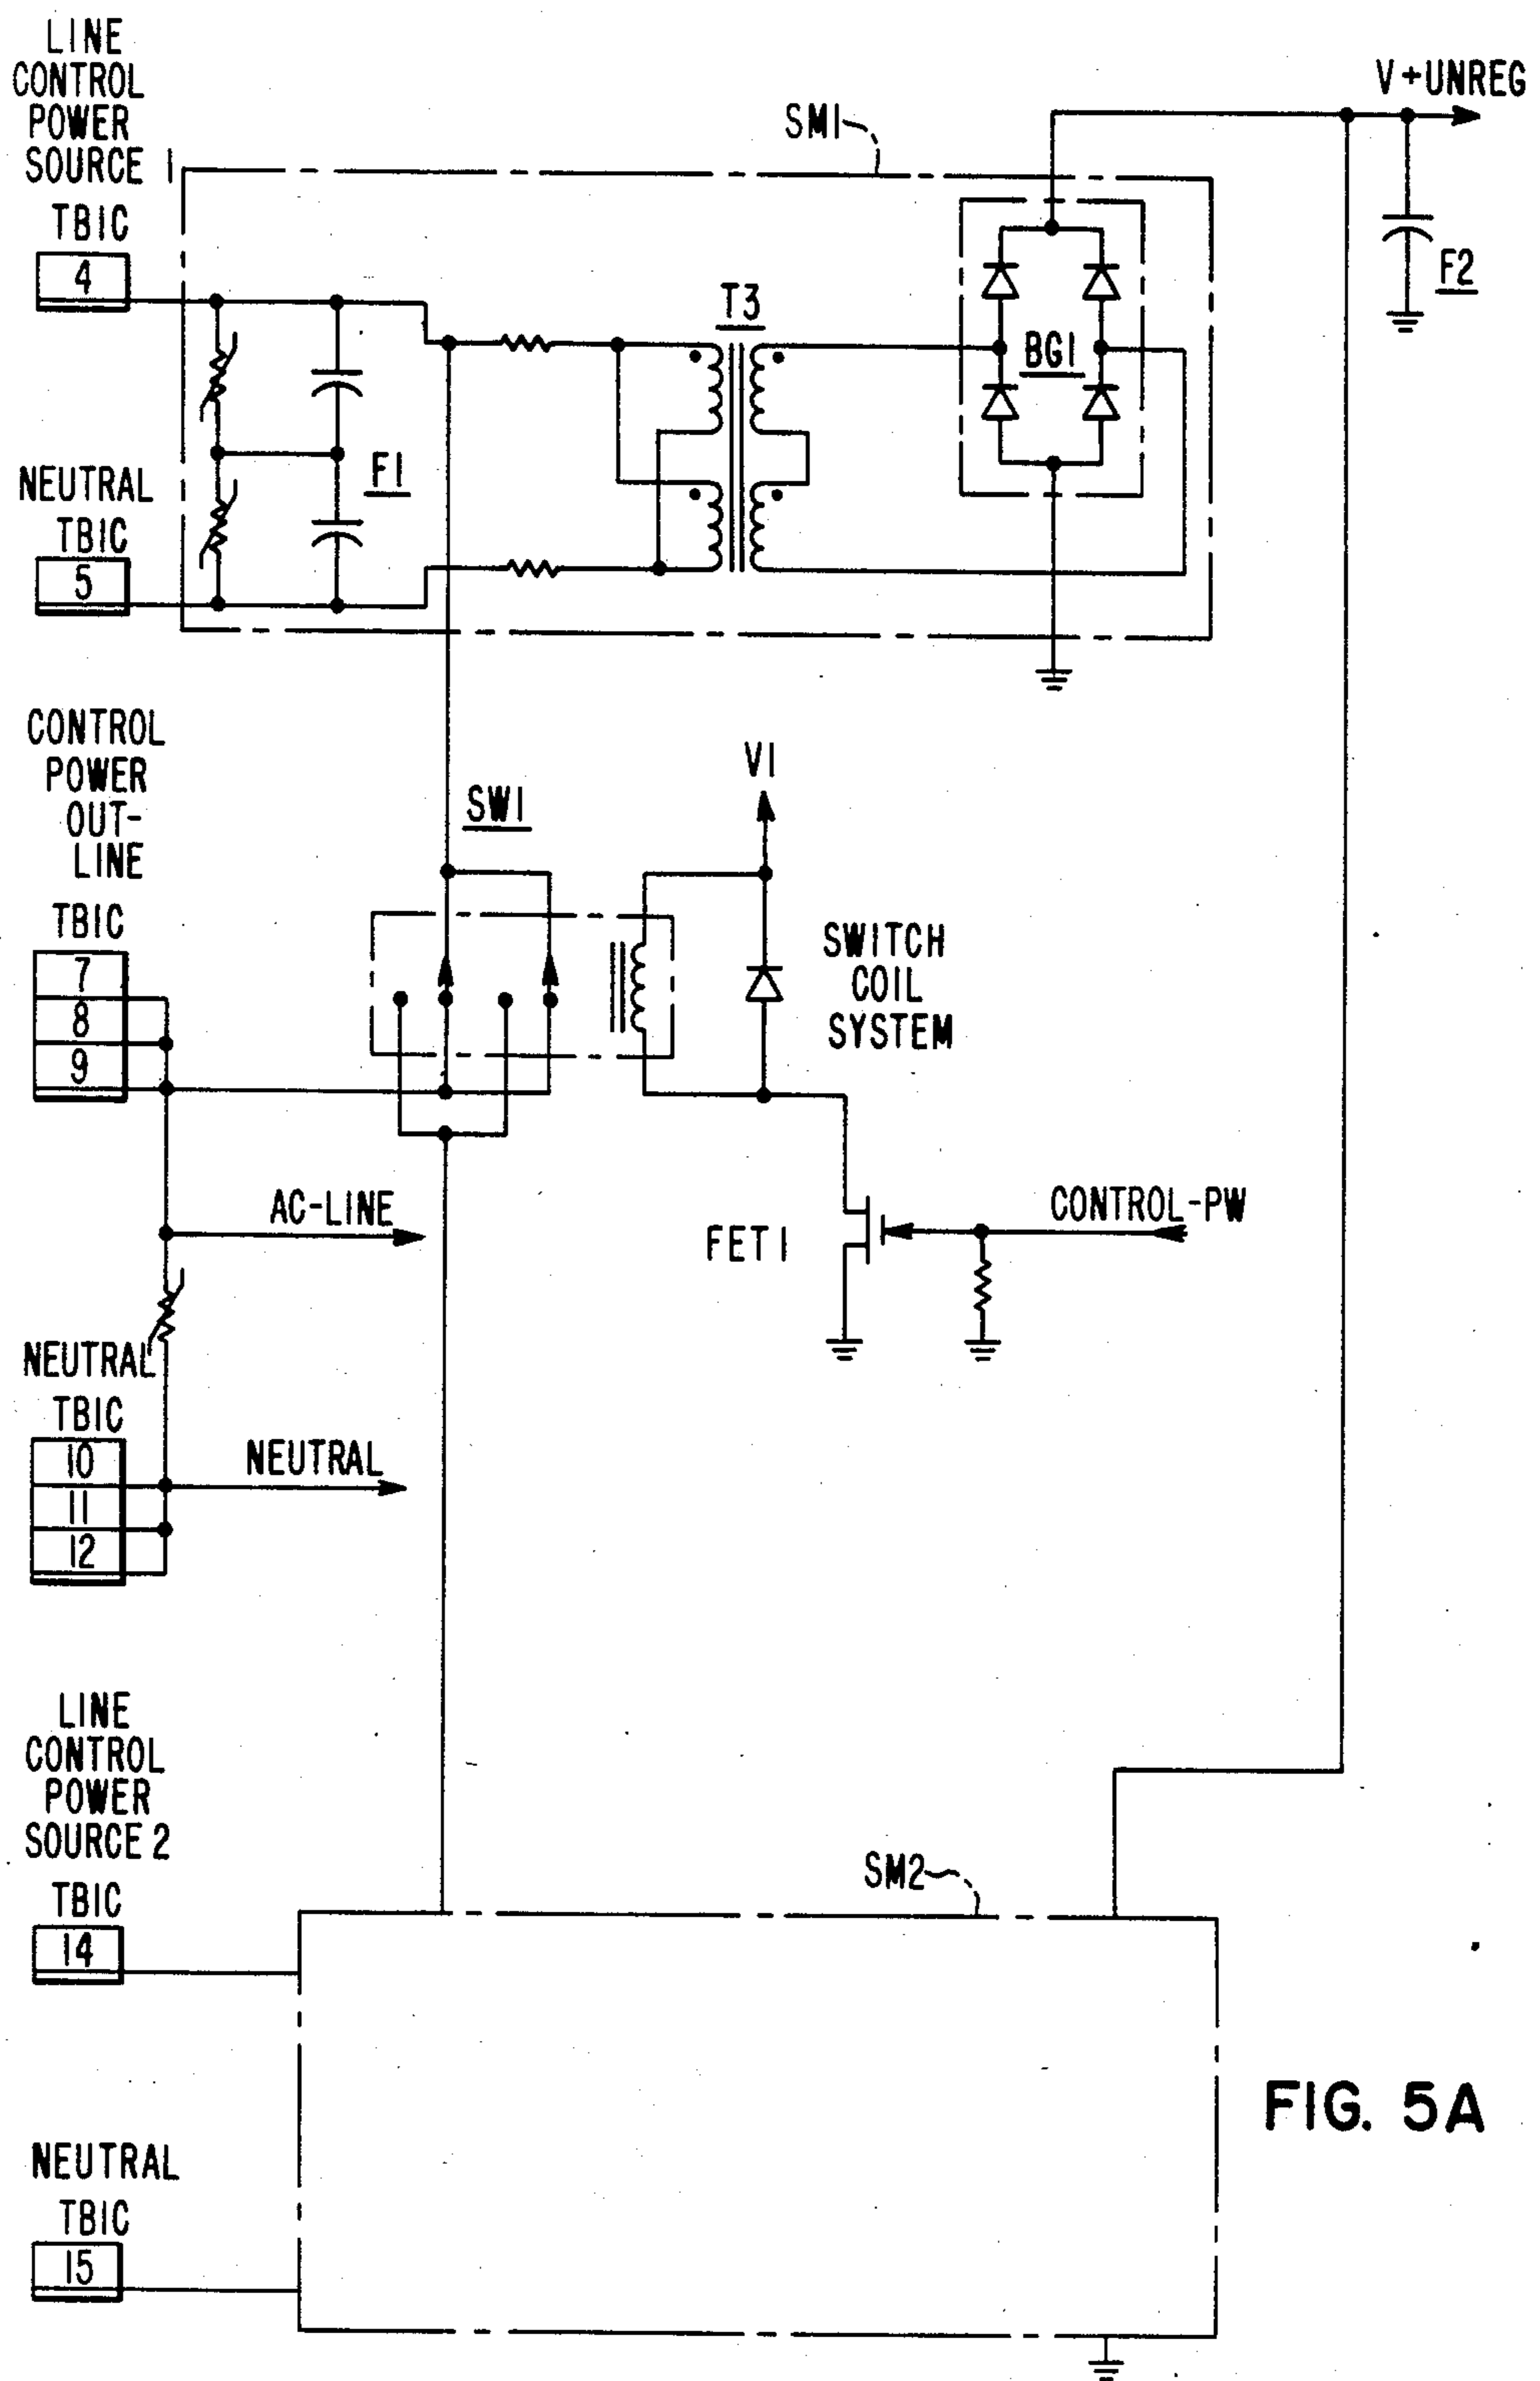 LINE
CONTROL
POWER
SOURCE 1
TBIC
4
NEUTRAL
TBIC
5
F1
SM1
T3
BG1
V+UNREG
F2
CONTROL
POWER
OUT-
LINE
TBIC
7
8
9
SW1
V1
SWITCH
COIL
SYSTEM
AC-LINE
FET1
CONTROL-PW
NEUTRAL
TBIC
10
11
12
NEUTRAL
LINE
CONTROL
POWER
SOURCE 2
TBIC
14
SM2
NEUTRAL
TBIC
15
FIG. 5A